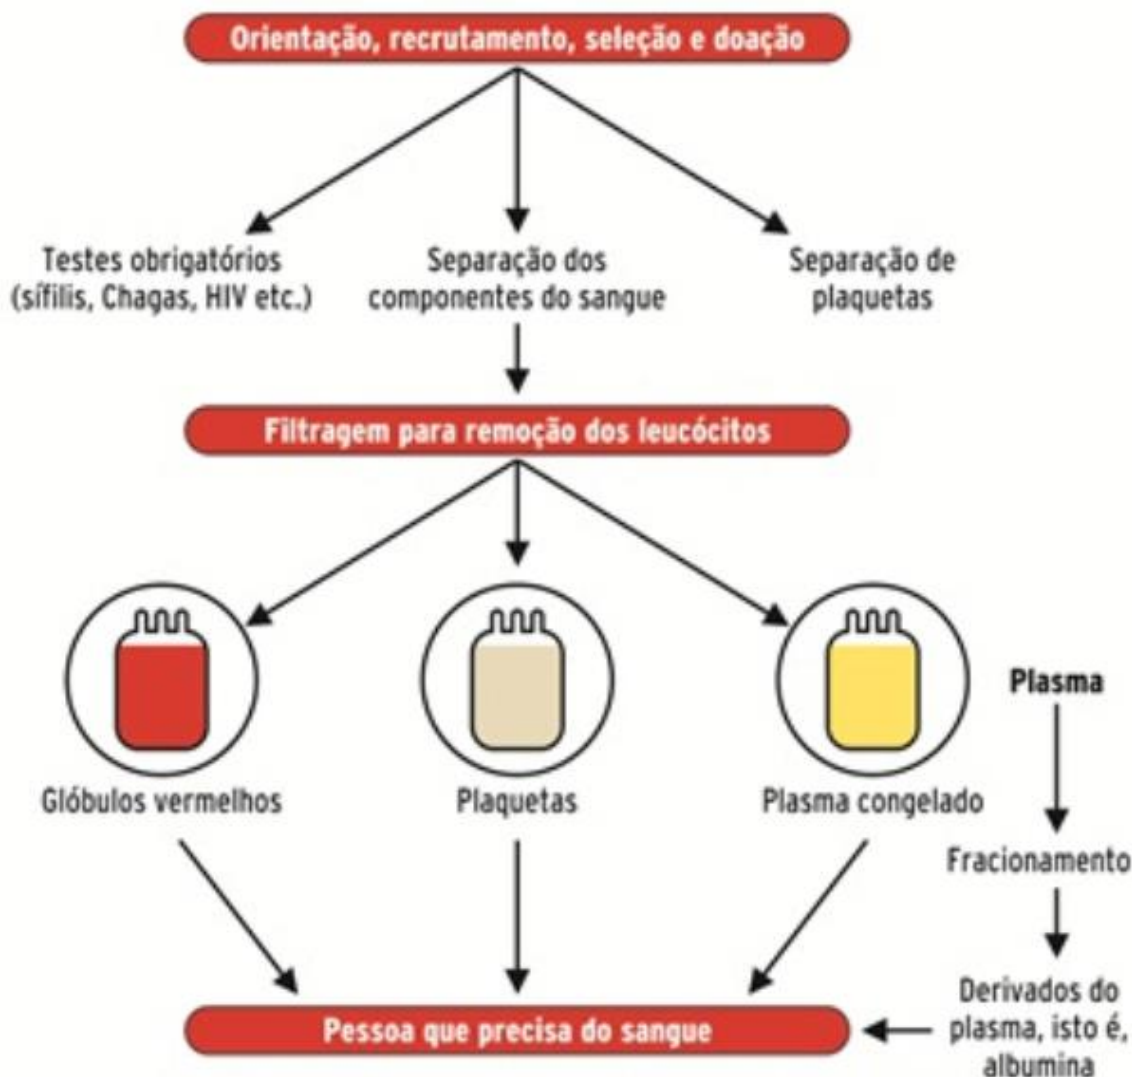 Orientação, recrutamento, seleção e doação
Testes obrigatórios
(sífilis, Chagas, HIV etc.)
Separação dos
componentes do sangue
Separação de
plaquetas
Filtragem para remoção dos leucócitos
Glóbulos vermelhos
Plaquetas
Plasma congelado
Plasma
Fracionamento
Derivados do
plasma, isto é,
albumina
Pessoa que precisa do sangue